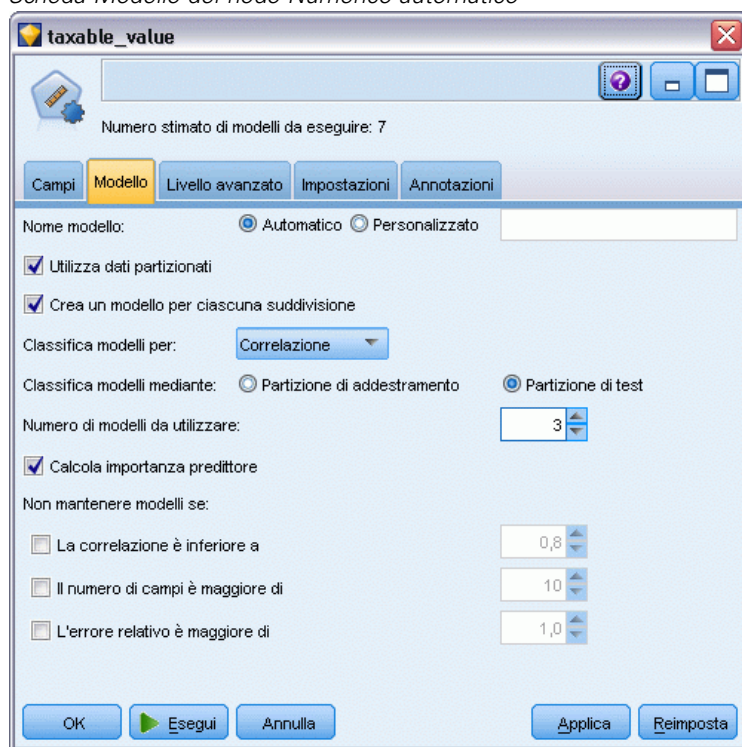 Scheda Modello del nodo Numerico automatico
taxable_value
Numero stimato di modelli da eseguire: 7
Campi Modello Livello avanzato Impostazioni Annotazioni
Nome modello: Automatico Personalizzato
Utilizza dati partizionati
Crea un modello per ciascuna suddivisione
Classifica modelli per: Correlazione
Classifica modelli mediante: Partizione di addestramento Partizione di test
Numero di modelli da utilizzare: 3
Calcola importanza predittore
Non mantenere modelli se:
La correlazione è inferiore a 0,8
Il numero di campi è maggiore di 10
L'errore relativo è maggiore di 1,0
OK Esegui Annulla Applica Reimposta